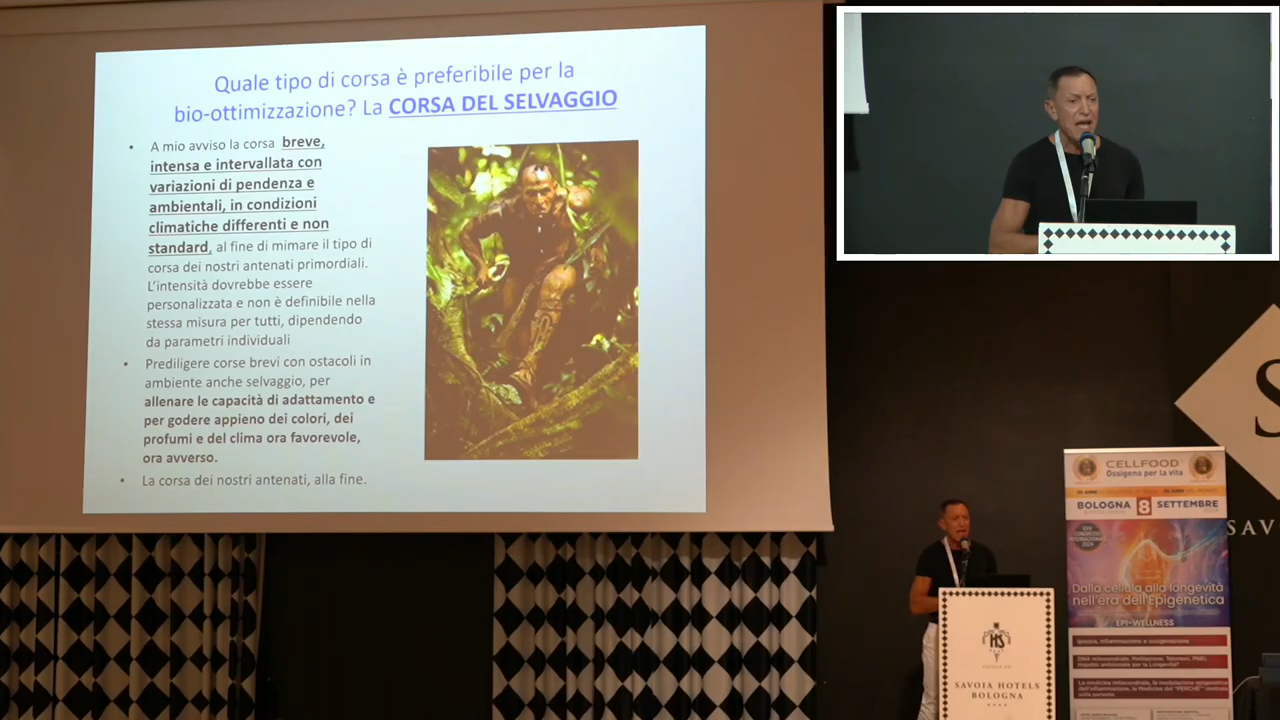 Quale tipo di corsa è preferibile per la
bio-ottimizzazione? La CORSA DEL SELVAGGIO
• A mio avviso la corsa breve,
intensa e intervallata con
variazioni di pendenza e
ambientali, in condizioni
climatiche differenti e non
standard, al fine di mimare il tipo di
corsa dei nostri antenati primordiali.
L'intensità dovrebbe essere
personalizzata e non è definibile nella
stessa misura per tutti, dipendendo
da parametri individuali
• Prediligere corse brevi con ostacoli in
ambiente anche selvaggio, per
allenare le capacità di adattamento e
per godere appieno dei colori, dei
profumi e del clima ora favorevole,
ora avverso.
• La corsa dei nostri antenati, alla fine.
S
SAV
HS
SAVOIA HOTELS
BOLOGNA
CELLFOOD
Ossigeno per la vita
BOLOGNA 8 SETTEMBRE
Dalla cellula alla longevità
nell'era dell'Epigenetica
EPI-WELLNESS
Ipossia, infiammazione e ossigenazione